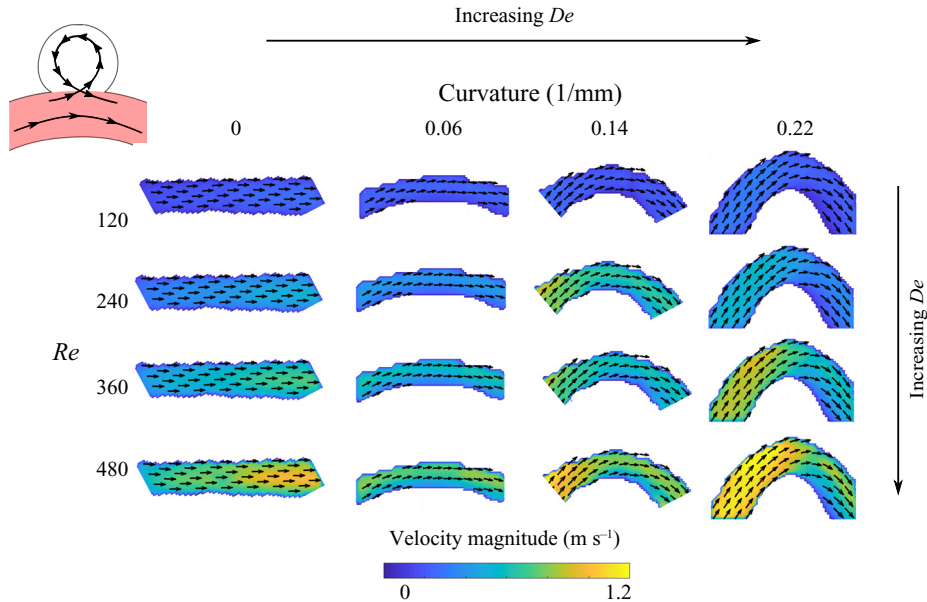 Increasing De
Curvature (1/mm)
0 0.06 0.14 0.22
120
240
Re
360
480
Increasing De
Velocity magnitude (m s⁻¹)
0 1.2